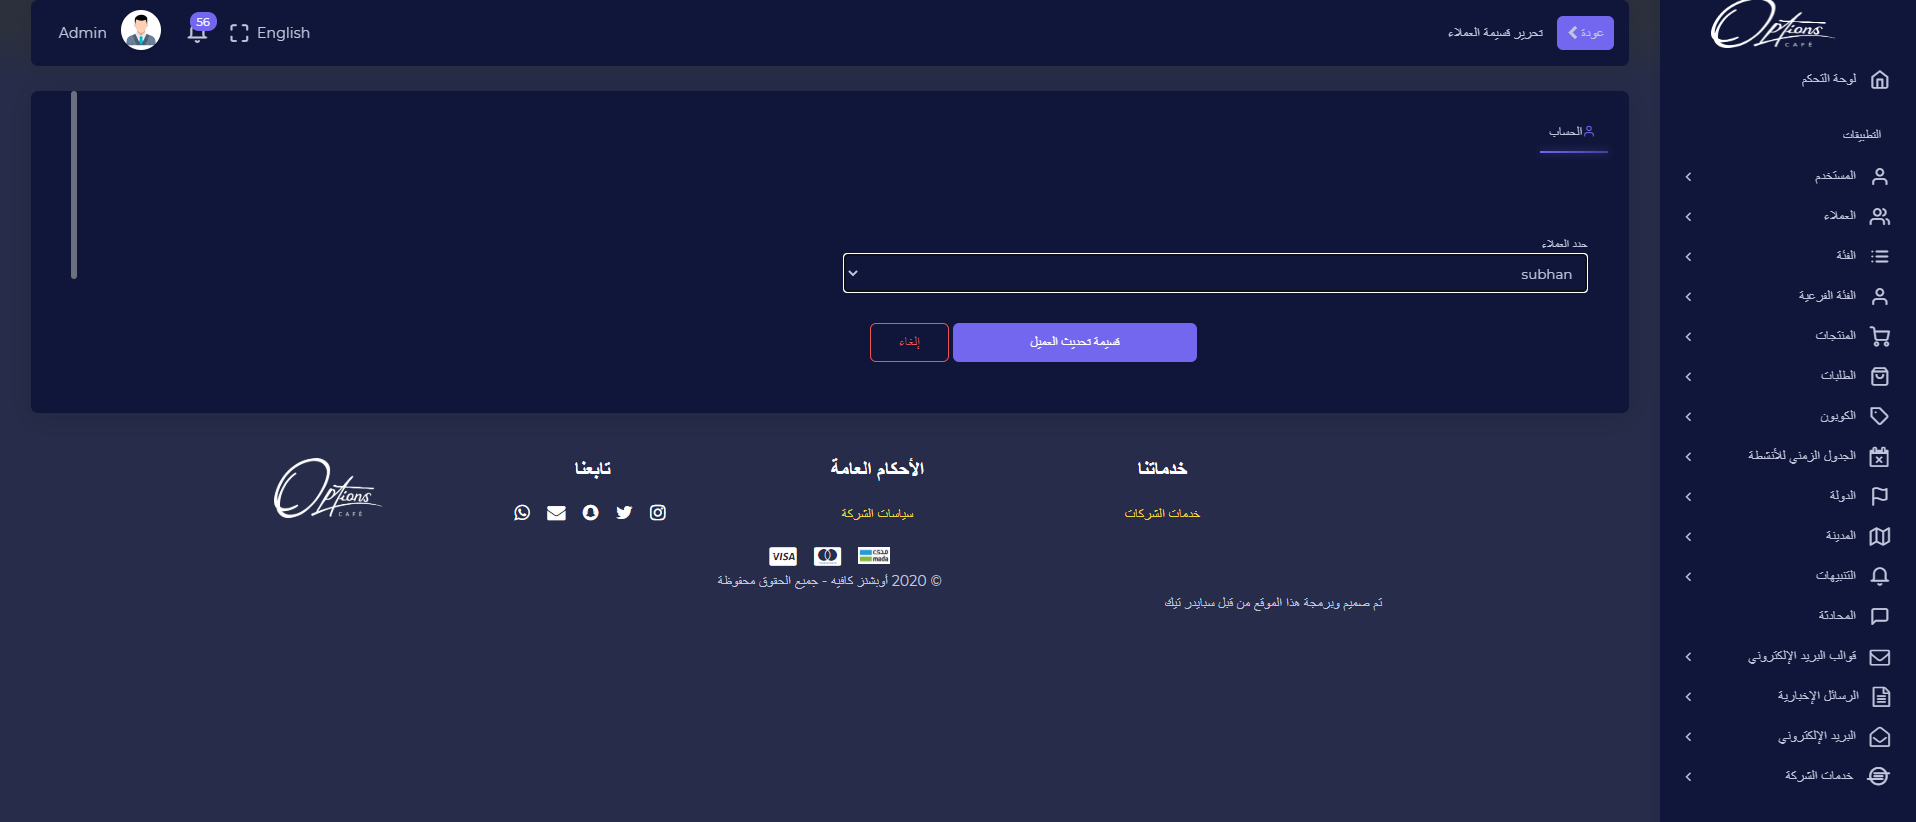 Options
CAFÉ
لوحة التحكم
التطبيقات
المستخدم
العملاء
الفئة
الفئة الفرعية
المنتجات
الطلبات
الكوبون
الجدول الزمني للأنشطة
الدولة
المدينة
التنبيهات
المحادثة
قوالب البريد الإلكتروني
الرسائل الإخبارية
البريد الإلكتروني
خدمات الشركة
عودة
تحرير قسيمة العملاء
English
56
Admin
الحساب
حدد العملاء
subhan
قسيمة تحديث العميل
إلغاء
خدماتنا
خدمات الشركات
الأحكام العامة
سياسات الشركة
تابعنا
Options
CAFÉ
مدى
mada
VISA
© 2020 أوبشنز كافيه - جميع الحقوق محفوظة
تم صميم وبرمجة هذا الموقع من قبل سبايدر تيك